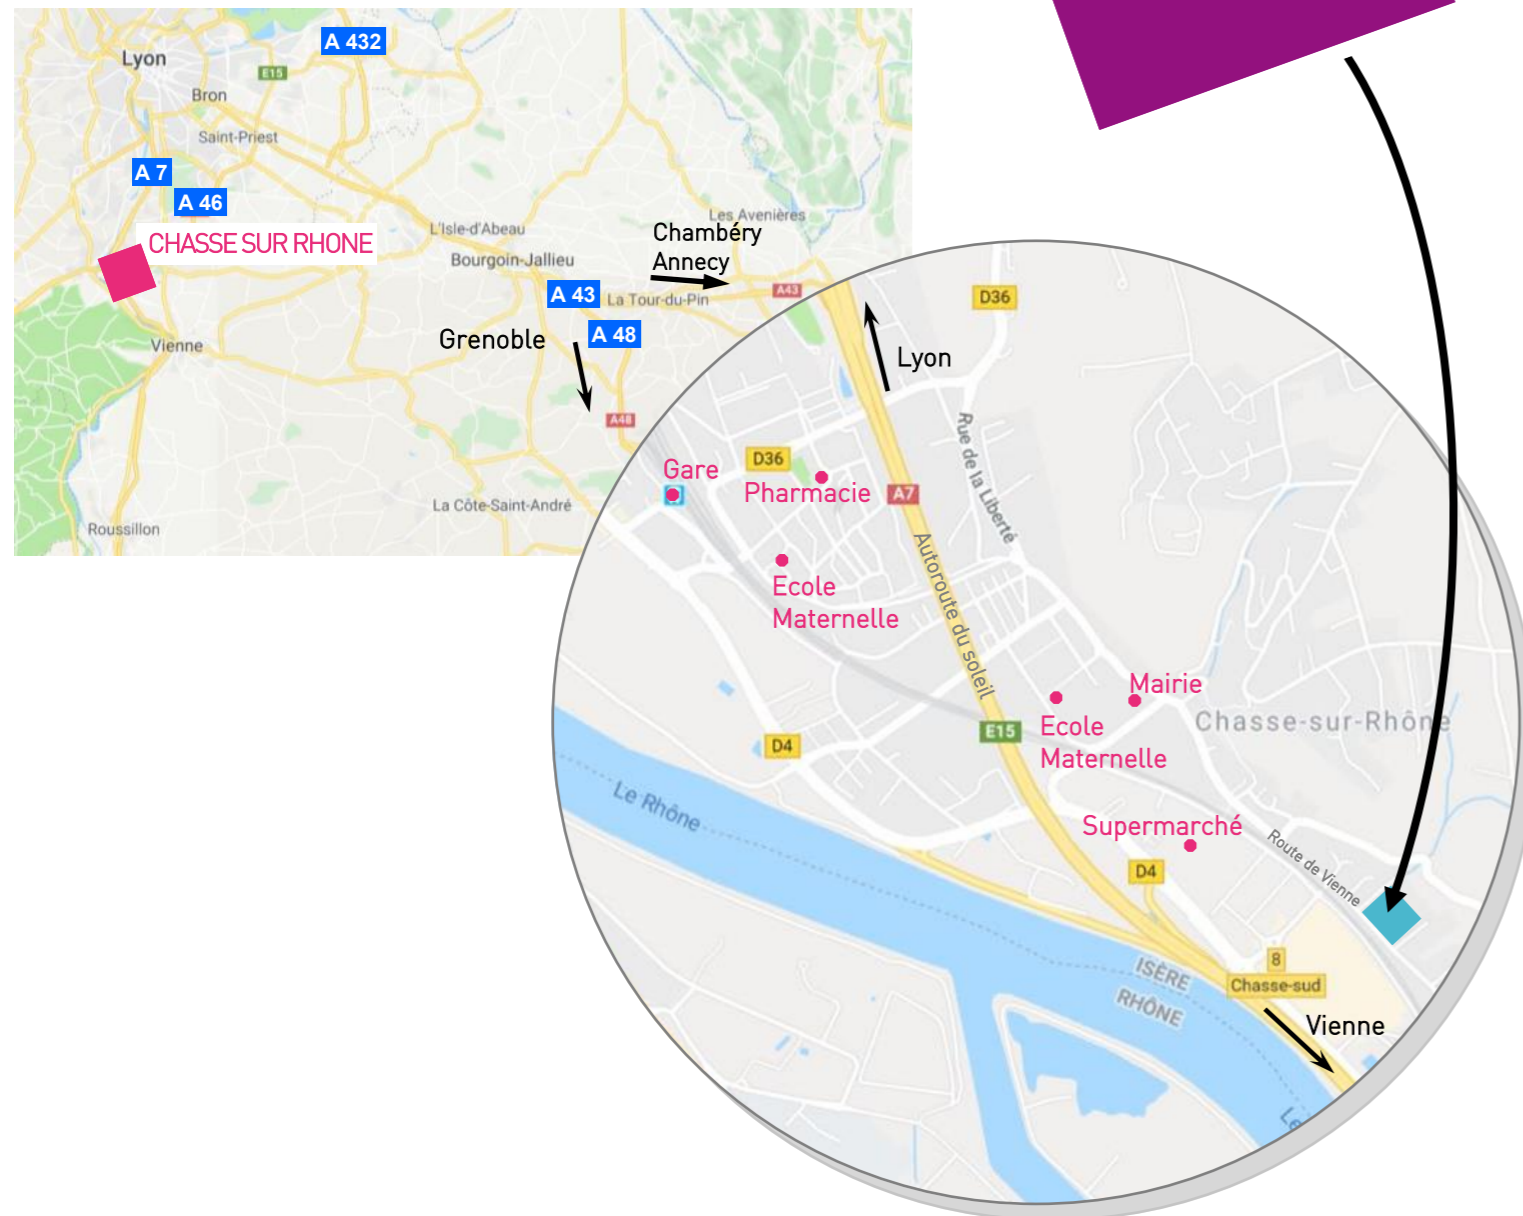 Lyon
A 432
E15
Bron
Saint-Priest
A 7
A 46
CHASSE SUR RHONE
Les Avenières
L'Isle-d'Abeau
Chambéry
Annecy
Bourgoin-Jallieu
A 43
La Tour-du-Pin
A43
Grenoble
A 48
Vienne
A48
La Côte-Saint-André
Roussillon
D36
Lyon
Rue de la Liberté
D36
Gare
Pharmacie
A7
Autoroute du soleil
Ecole
Maternelle
Mairie
Ecole
Maternelle
Chasse-sur-Rhône
E15
D4
Le Rhône
Supermarché
Route de Vienne
D4
8
Chasse-sud
ISÈRE
RHÔNE
Vienne
Le